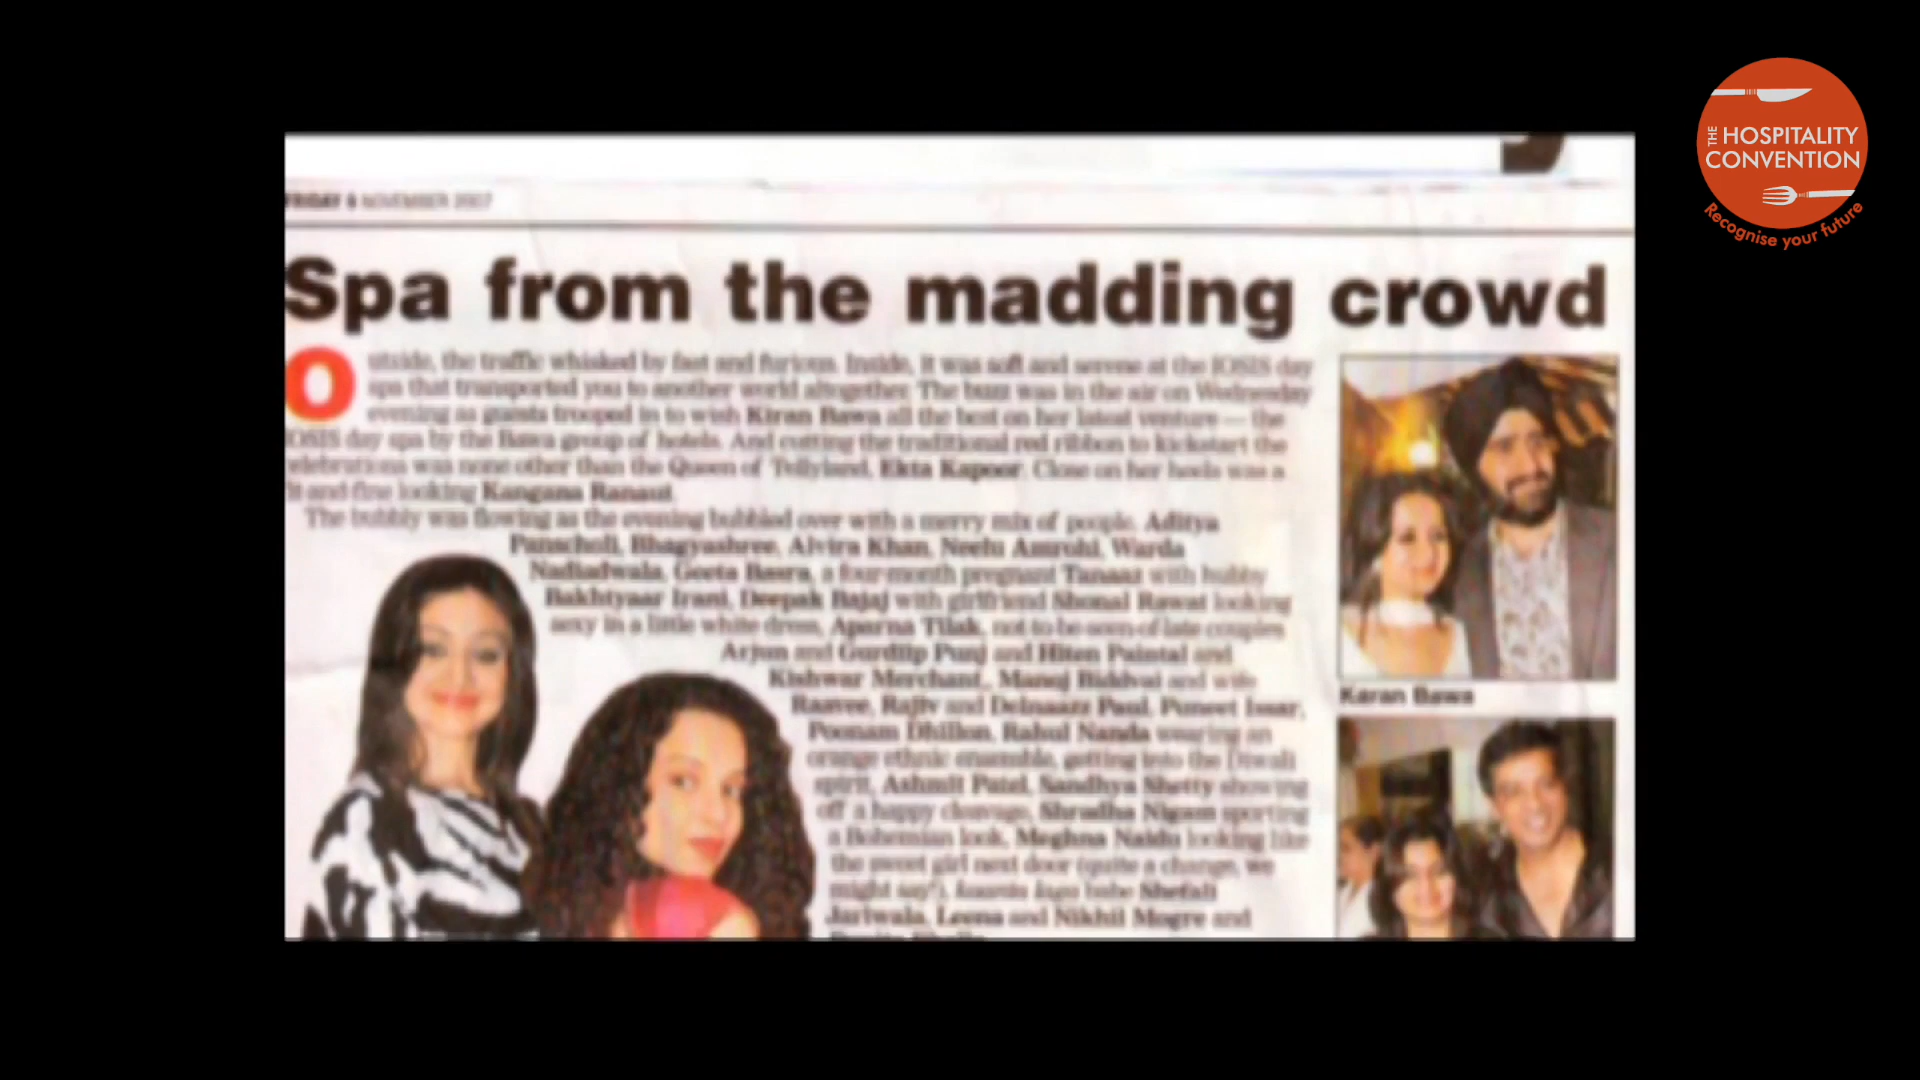 THE HOSPITALITY
CONVENTION
Recognise your future
FRIDAY 9 NOVEMBER 2007
Spa from the madding crowd
Outside, the traffic whisked by fast and furious. Inside, it was soft and serene at the IOSIS day
spa that transported you to another world altogether. The buzz was in the air on Wednesday
evening as guests trooped in to wish Kiran Bawa all the best on her latest venture — the
IOSIS day spa by the Bawa group of hotels. And cutting the traditional red ribbon to kickstart the
elebrations was none other than the Queen of Tellyland, Ekta Kapoor. Close on her heels was a
it and fine looking Kangana Ranaut.
The bubbly was flowing as the evening bubbled over with a merry mix of people. Aditya
Panscholi, Bhagyashree, Alvira Khan, Neelu Amrohi, Warda
Nadiadwala, Geeta Basra, a four-month pregnant Tanaaz with hubby
Bakhtyaar Irani, Deepak Bajaj with girlfriend Shonal Rawat looking
sexy in a little white dress, Aparna Tilak, not-to-be-seen-of-late couples
Arjun and Gurdiip Punj and Hiten Paintal and
Kishwar Merchant, Manoj Biddvai and wife
Raavee, Rajiv and Delnaazz Paul, Puneet Issar,
Poonam Dhillon, Rahul Nanda wearing an
orange ethnic ensemble, getting into the Diwali
spirit, Ashmit Patel, Sandhya Shetty showing
off a happy cleavage, Shradha Nigam sporting
a Bohemian look, Meghna Naidu looking like
the sweet girl next door (quite a change, we
might say!), kaanta laga babe Shefali
Jariwala, Leena and Nikhil Mogre and
Karan Bawa